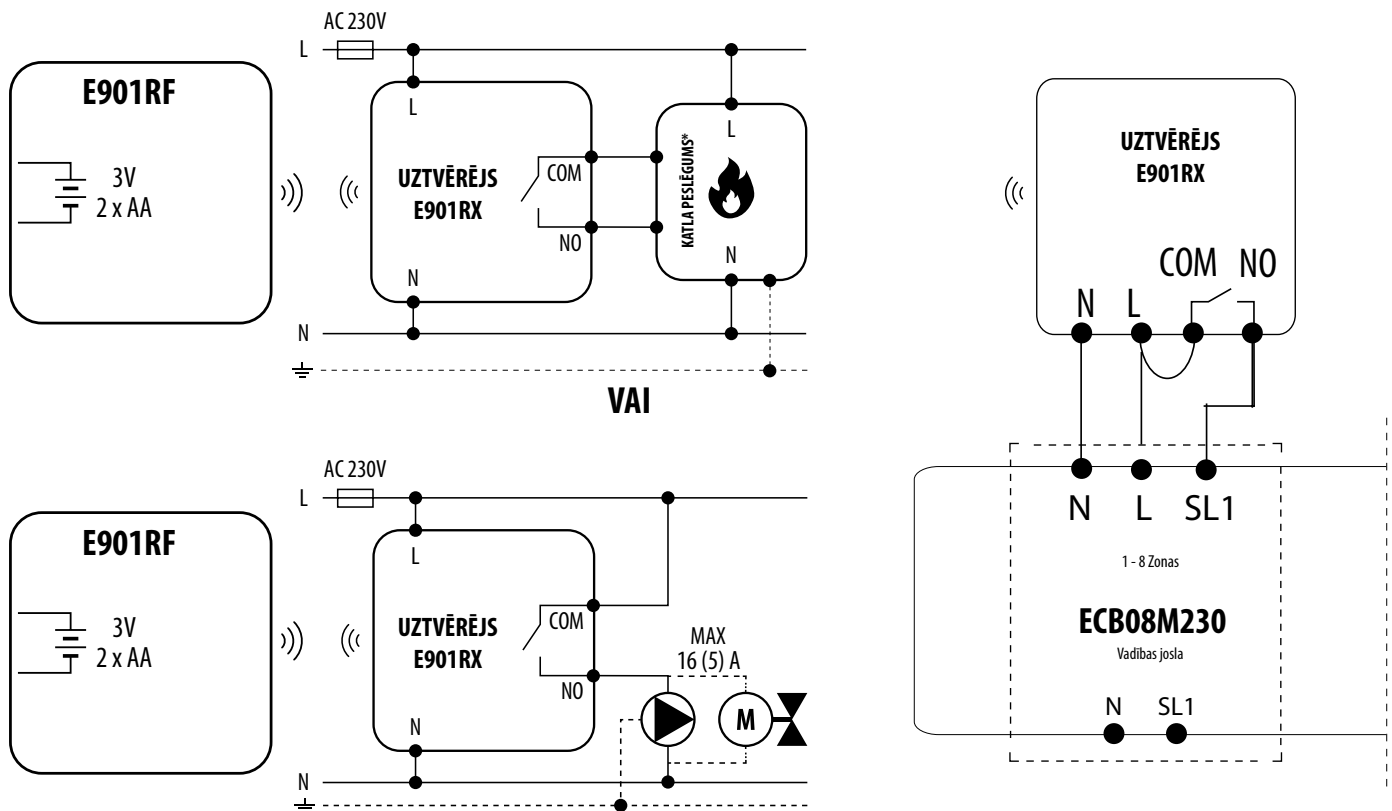 AC 230V
L
E901RF
3V
2 x AA
L
UZTVĒRĒJS
E901RX
COM
NO
N
L
KATLA PESLĒGUMS*
N
N
VAI
AC 230V
L
E901RF
3V
2 x AA
L
UZTVĒRĒJS
E901RX
COM
NO
N
MAX
16 (5) A
M
N
UZTVĒRĒJS
E901RX
COM NO
N L
N L SL1
1 - 8 Zonas
ECB08M230
Vadības josla
N SL1